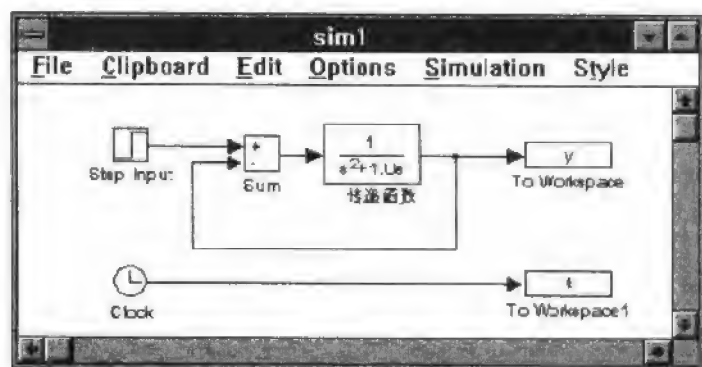 sim1
File Clipboard Edit Options Simulation Style
Step Input
+
-
Sum
1
s²+1.0s
传递函数
y
To Workspace
Clock
t
To Workspace1